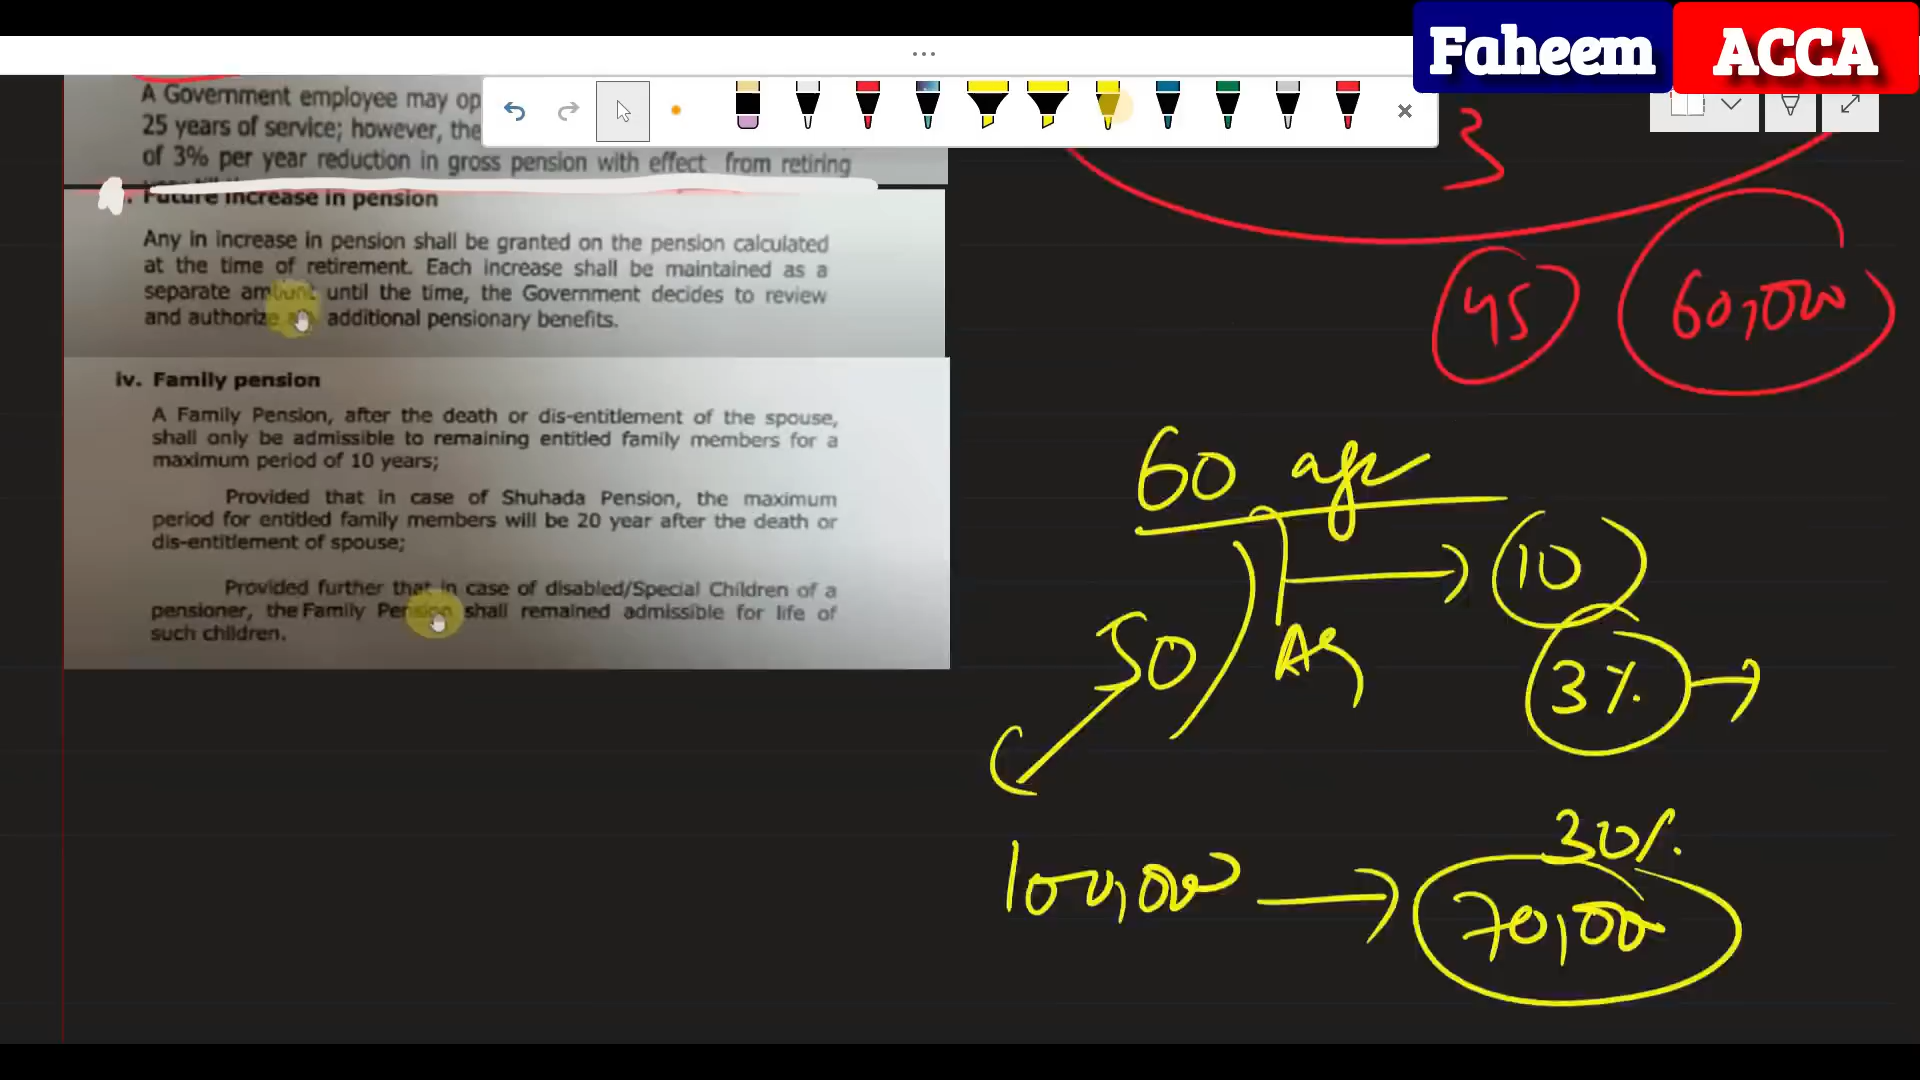 Faheem ACCA
A Government employee may op
25 years of service; however, the
of 3% per year reduction in gross pension with effect from retiring
Future increase in pension
Any in increase in pension shall be granted on the pension calculated
at the time of retirement. Each increase shall be maintained as a
separate amount until the time, the Government decides to review
and authorize any additional pensionary benefits.
iv. Family pension
A Family Pension, after the death or dis-entitlement of the spouse,
shall only be admissible to remaining entitled family members for a
maximum period of 10 years;
Provided that in case of Shuhada Pension, the maximum
period for entitled family members will be 20 year after the death or
dis-entitlement of spouse;
Provided further that in case of disabled/Special Children of a
pensioner, the Family Pension shall remained admissible for life of
such children.
3
45 60,000
60 age
10
50
3%
30%
100,000
70,000